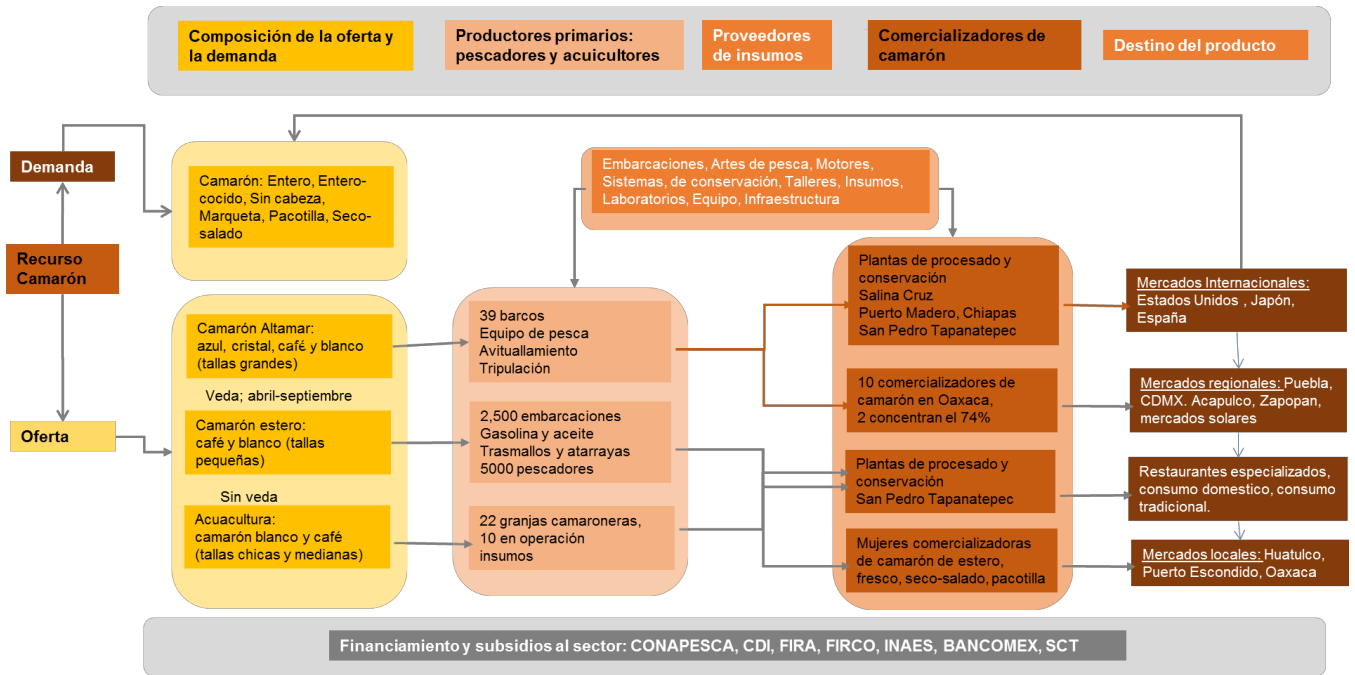 Composición de la oferta y
la demanda
Productores primarios:
pescadores y acuicultores
Proveedores
de insumos
Comercializadores de
camarón
Destino del producto
Demanda
Recurso
Camarón
Oferta
Camarón: Entero, Entero-
cocido, Sin cabeza,
Marqueta, Pacotilla, Seco-
salado
Camarón Altamar:
azul, cristal, café y blanco
(tallas grandes)
Veda; abril-septiembre
Camarón estero:
café y blanco (tallas
pequeñas)
Sin veda
Acuacultura:
camarón blanco y café
(tallas chicas y medianas)
Embarcaciones, Artes de pesca, Motores,
Sistemas, de conservación, Talleres, Insumos,
Laboratorios, Equipo, Infraestructura
39 barcos
Equipo de pesca
Avituallamiento
Tripulación
2,500 embarcaciones
Gasolina y aceite
Trasmallos y atarrayas
5000 pescadores
22 granjas camaroneras,
10 en operación
insumos
Plantas de procesado y
conservación
Salina Cruz
Puerto Madero, Chiapas
San Pedro Tapanatepec
10 comercializadores de
camarón en Oaxaca,
2 concentran el 74%
Plantas de procesado y
conservación
San Pedro Tapanatepec
Mujeres comercializadoras
de camarón de estero,
fresco, seco-salado, pacotilla
Mercados Internacionales:
Estados Unidos , Japón,
España
Mercados regionales: Puebla,
CDMX. Acapulco, Zapopan,
mercados solares
Restaurantes especializados,
consumo domestico, consumo
tradicional.
Mercados locales: Huatulco,
Puerto Escondido, Oaxaca
Financiamiento y subsidios al sector: CONAPESCA, CDI, FIRA, FIRCO, INAES, BANCOMEX, SCT